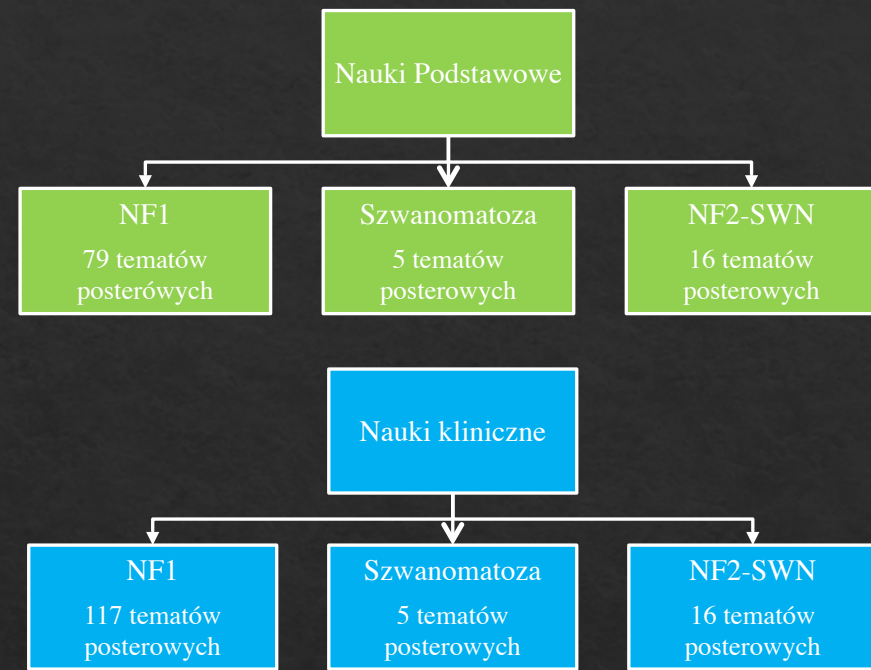 Nauki Podstawowe
NF1
79 tematów
posterówych
Szwanomatoza
5 tematów
posterowych
NF2-SWN
16 tematów
posterowych
Nauki kliniczne
NF1
117 tematów
posterowych
Szwanomatoza
5 tematów
posterowych
NF2-SWN
16 tematów
posterowych